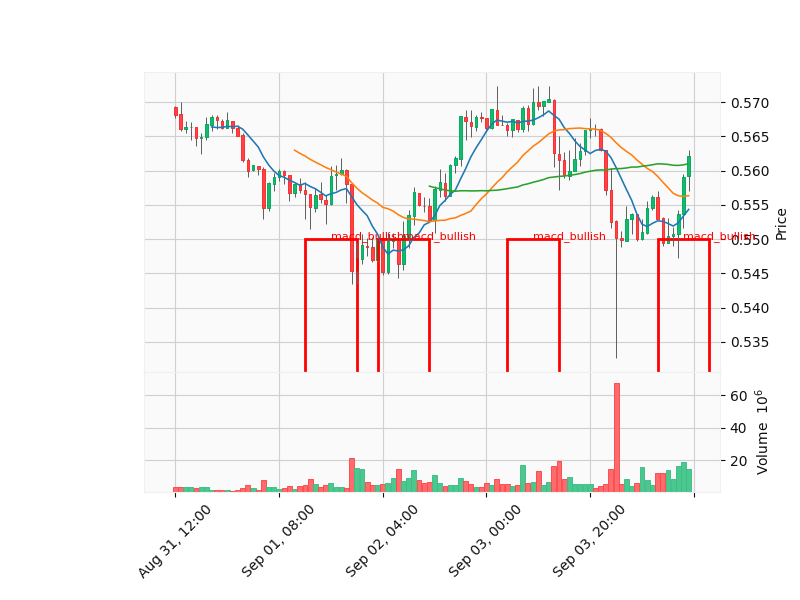 0.570
0.565
0.560
0.555
0.550
0.545
0.540
0.535
Price
macd_bullish
macd_bullish
macd_bullish
macd_bullish
60
40
20
Volume 10^6
Aug 31, 12:00
Sep 01, 08:00
Sep 02, 04:00
Sep 03, 00:00
Sep 03, 20:00